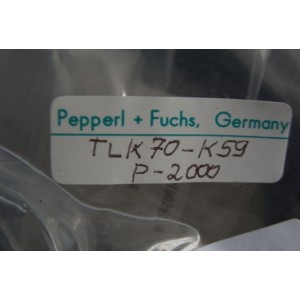 Pepperl + Fuchs, Germany
TLK70-K59
P-2000